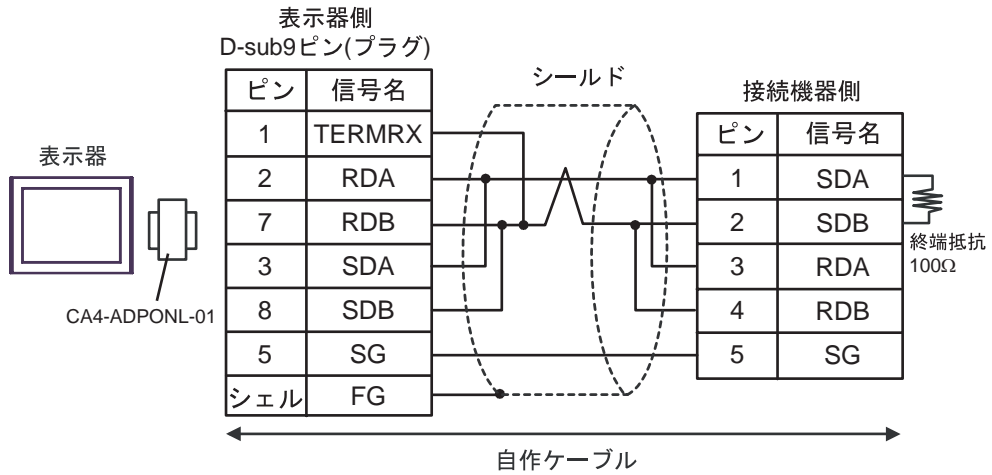 表示器側
D-sub9ピン(プラグ)
ピン 信号名
1 TERMRX
2 RDA
7 RDB
3 SDA
8 SDB
5 SG
シェル FG
シールド
接続機器側
ピン 信号名
1 SDA
2 SDB
3 RDA
4 RDB
5 SG
終端抵抗
100Ω
表示器
CA4-ADPONL-01
自作ケーブル